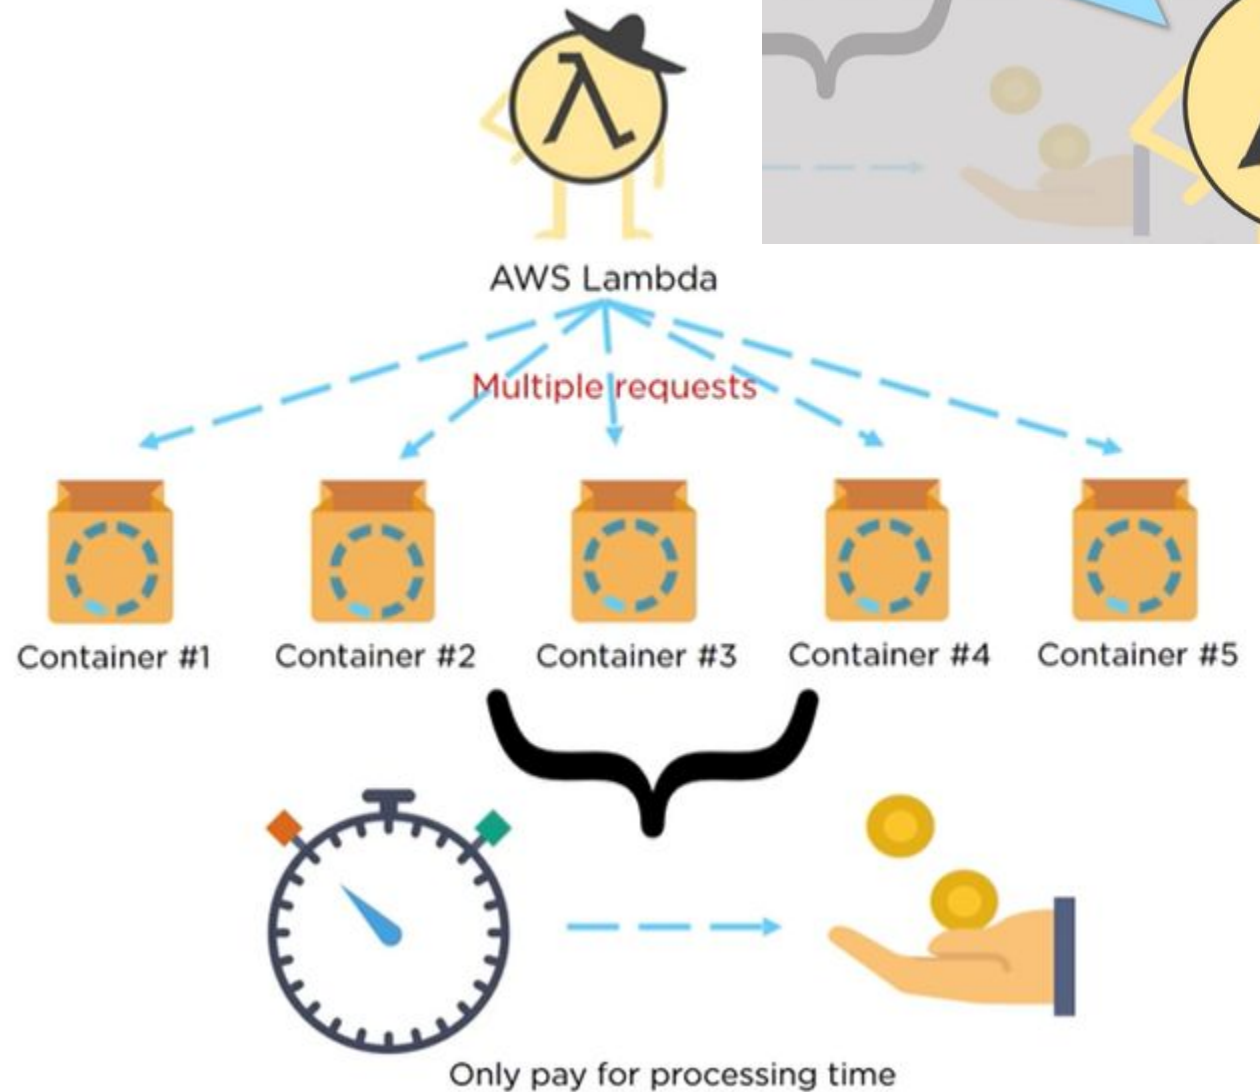 λ
AWS Lambda
Multiple requests
Container #1 Container #2 Container #3 Container #4 Container #5
Only pay for processing time